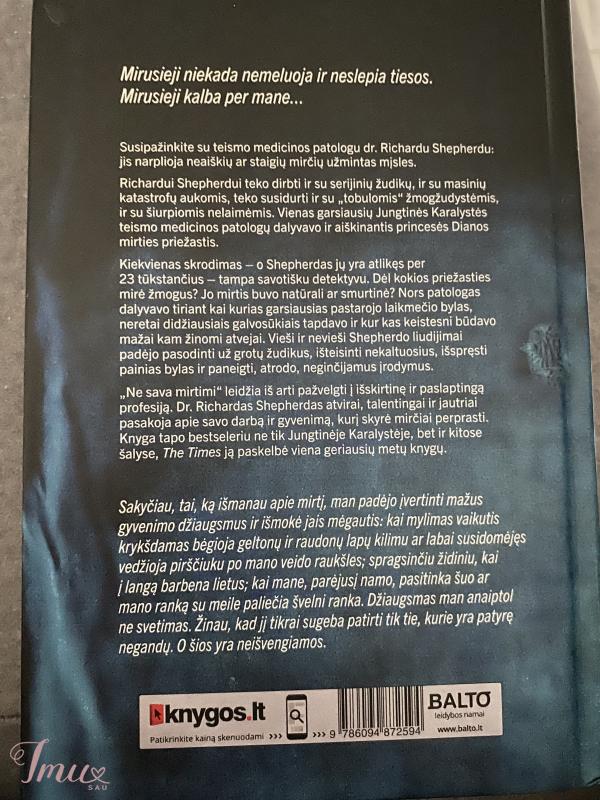 Mirusieji niekada nemeluoja ir neslepia tiesos.
Mirusieji kalba per mane...
Susipažinkite su teismo medicinos patologu dr. Richardu Shepherdu:
jis narplioja neaiškių ar staigių mirčių užmintas mįsles.
Richardui Shepherdui teko dirbti ir su serijinių žudikų, ir su masinių
katastrofų aukomis, teko susidurti ir su „tobulomis“ žmogžudystėmis,
ir su šiurpiomis nelaimėmis. Vienas garsiausių Jungtinės Karalystės
teismo medicinos patologų dalyvavo ir aiškinantis princesės Dianos
mirties priežastis.
Kiekvienas skrodimas – o Shepherdas jų yra atlikęs per
23 tūkstančius – tampa savotišku detektyvu. Dėl kokios priežasties
mirė žmogus? Jo mirtis buvo natūrali ar smurtinė? Nors patologas
dalyvavo tiriant kai kurias garsiausias pastarojo laikmečio bylas,
neretai didžiausiais galvosūkiais tapdavo ir kur kas keistesni būdavo
mažai kam žinomi atvejai. Vieši ir nevieši Shepherdo liudijimai
padėjo pasodinti už grotų žudikus, išteisinti nekaltuosius, išspręsti
painias bylas ir paneigti, atrodo, neginčijamus įrodymus.
„Ne sava mirtimi“ leidžia iš arti pažvelgti į išskirtinę ir paslaptingą
profesiją. Dr. Richardas Shepherdas atvirai, talentingai ir jautriai
pasakoja apie savo darbą ir gyvenimą, kurį skyrė mirčiai perprasti.
Knyga tapo bestseleriu ne tik Jungtinėje Karalystėje, bet ir kitose
šalyse, The Times ją paskelbė viena geriausių metų knygų.
Sakyčiau, tai, ką išmanau apie mirtį, man padėjo įvertinti mažus
gyvenimo džiaugsmus ir išmokė jais mėgautis: kai mylimas vaikutis
krykšdamas bėgioja geltonų ir raudonų lapų kilimu ar labai susidomėjęs
vedžioja pirščiuku po mano veido raukšles; spragsinčiu židiniu, kai
į langą barbena lietus; kai mane, parėjusį namo, pasitinka šuo ar
mano ranką su meile paliečia švelni ranka. Džiaugsmas man anaiptol
ne svetimas. Žinau, kad jį tikrai sugeba patirti tik tie, kurie yra patyrę
negandų. O šios yra neišvengiamos.
knygos.lt
Patikrinkite kainą skenuodami >>>
>>> 9 786094 872594
BALTO
leidybos namai
www.balto.lt
Imu
SAU